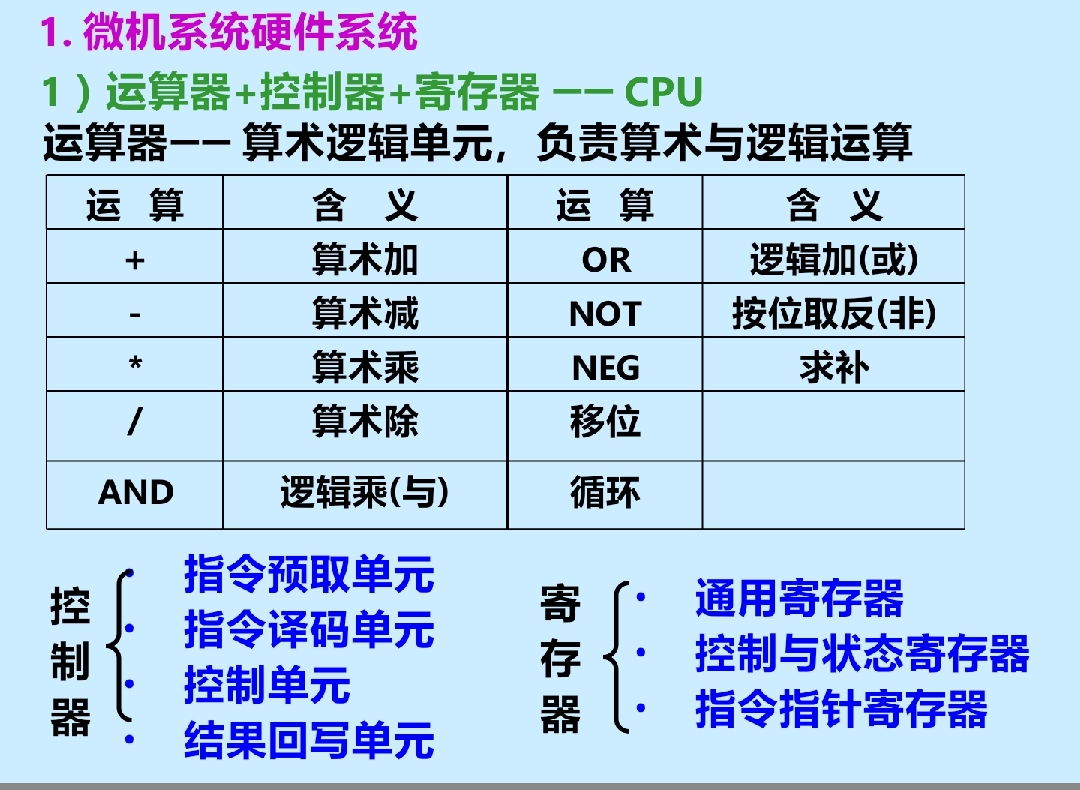 1. 微机系统硬件系统
1）运算器+控制器+寄存器 —— CPU
运算器—— 算术逻辑单元，负责算术与逻辑运算
运 算 含 义 运 算 含 义
+ 算术加 OR 逻辑加(或)
- 算术减 NOT 按位取反(非)
* 算术乘 NEG 求补
/ 算术除 移位
AND 逻辑乘(与) 循环
控制器
• 指令预取单元
• 指令译码单元
• 控制单元
• 结果回写单元
寄存器
• 通用寄存器
• 控制与状态寄存器
• 指令指针寄存器